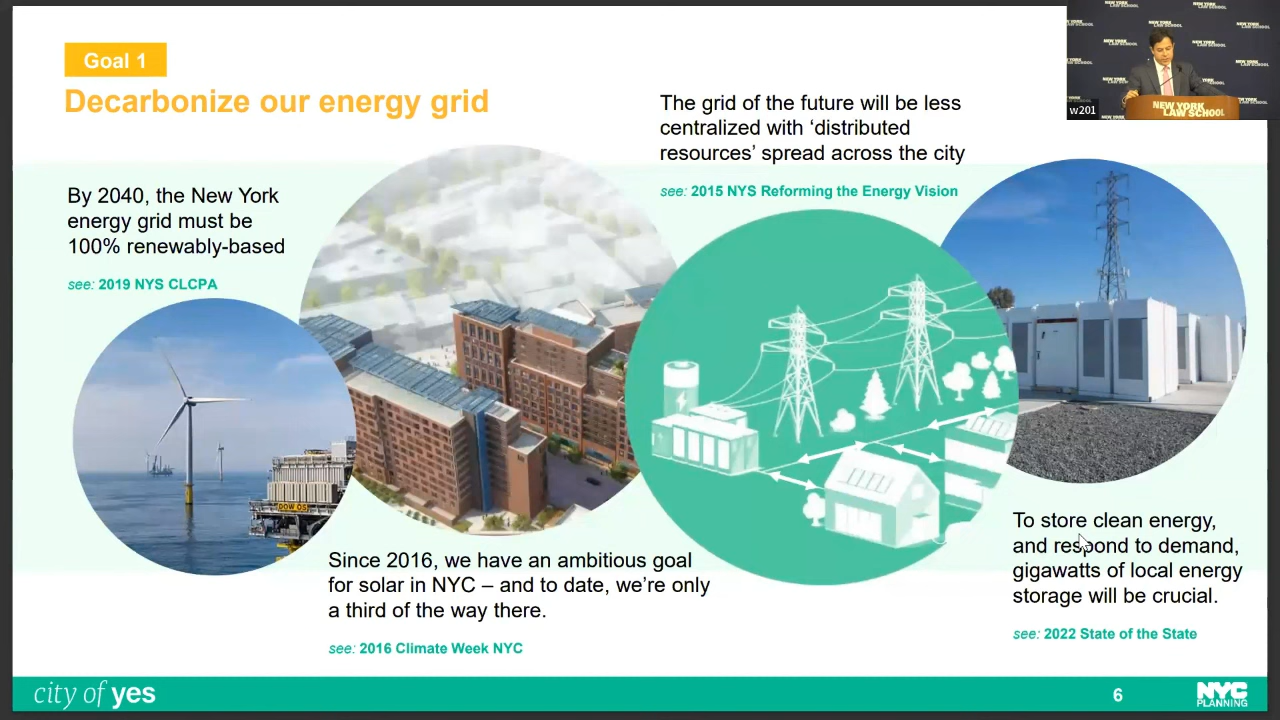 Goal 1
Decarbonize our energy grid
By 2040, the New York
energy grid must be
100% renewably-based
see: 2019 NYS CLCPA
Since 2016, we have an ambitious goal
for solar in NYC – and to date, we're only
a third of the way there.
see: 2016 Climate Week NYC
The grid of the future will be less
centralized with ‘distributed
resources’ spread across the city
see: 2015 NYS Reforming the Energy Vision
To store clean energy,
and respond to demand,
gigawatts of local energy
storage will be crucial.
see: 2022 State of the State
w201
NEW YORK
LAW SCHOOL
city of yes
6
NYC
PLANNING